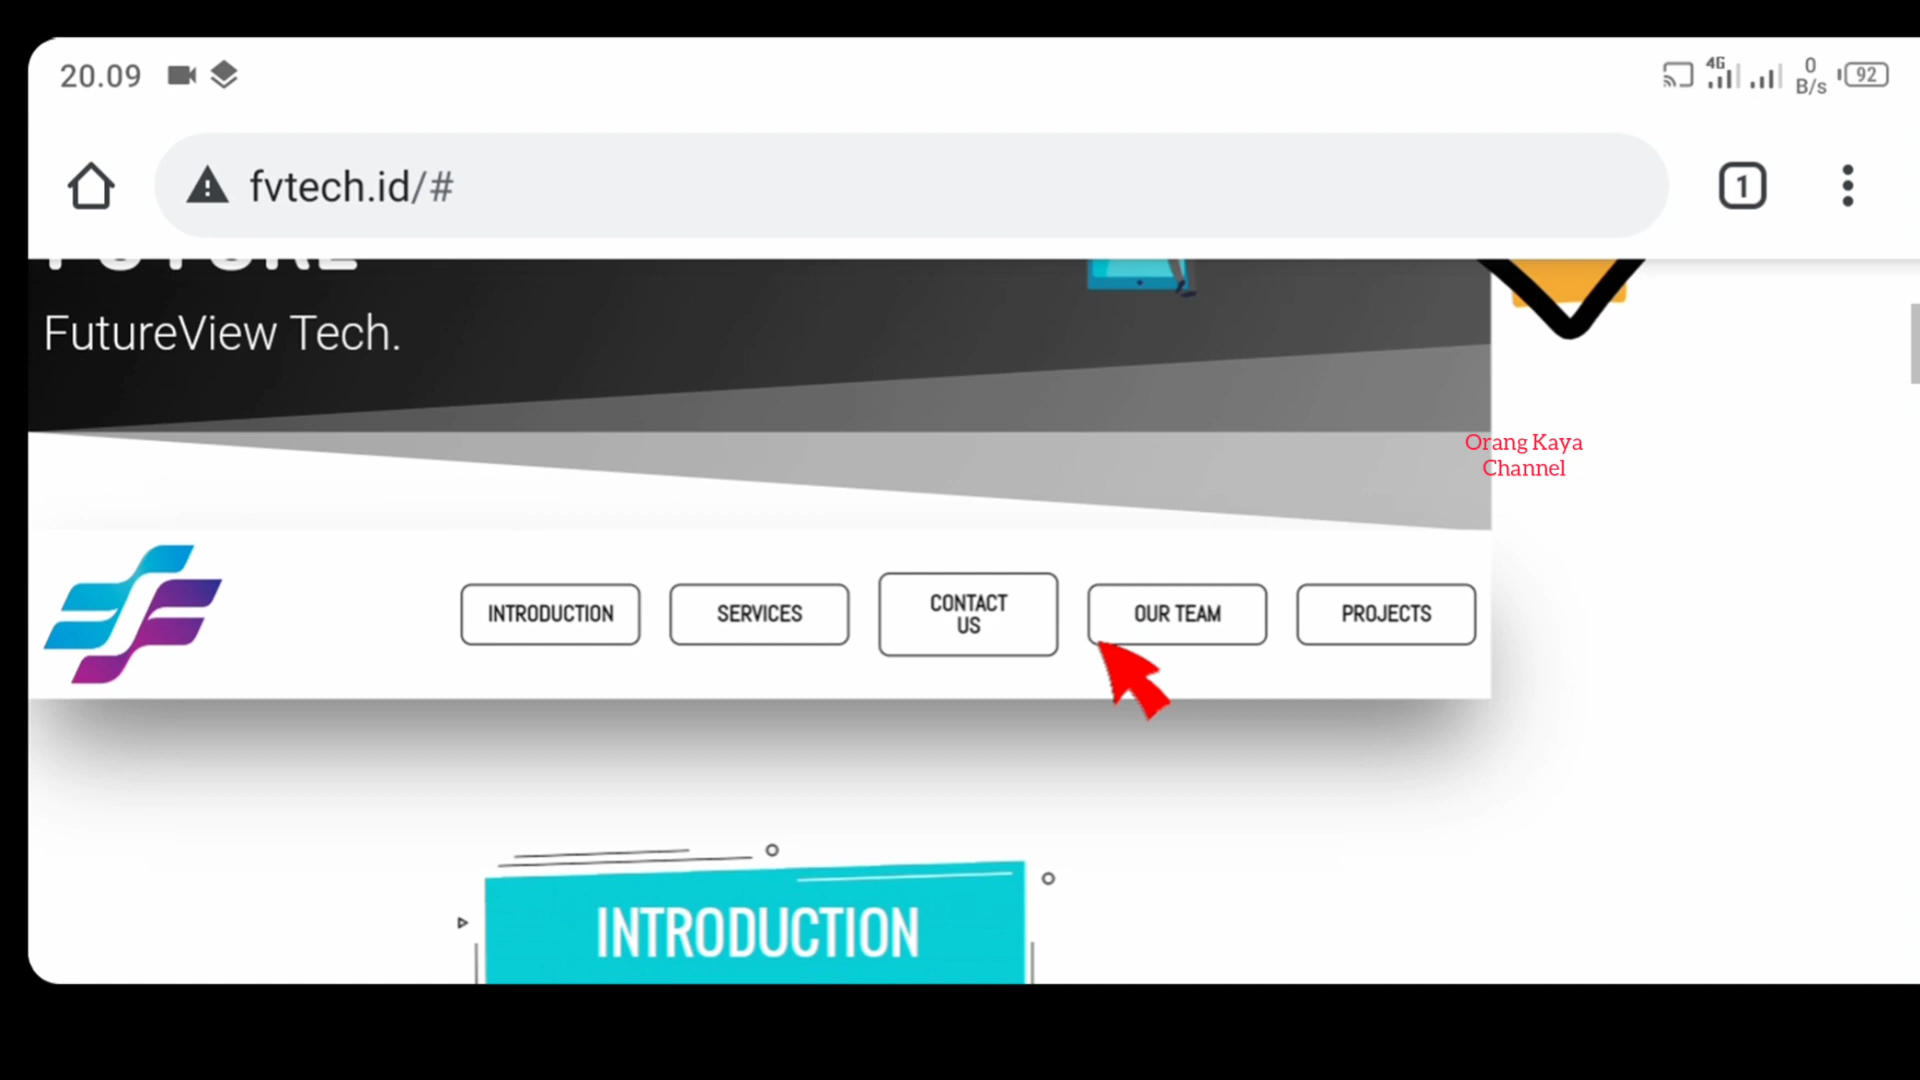 20.09
4G
0
B/s
92
fvtech.id/#
1
FUTURE
FutureView Tech.
Orang Kaya
Channel
INTRODUCTION
SERVICES
CONTACT
US
OUR TEAM
PROJECTS
INTRODUCTION